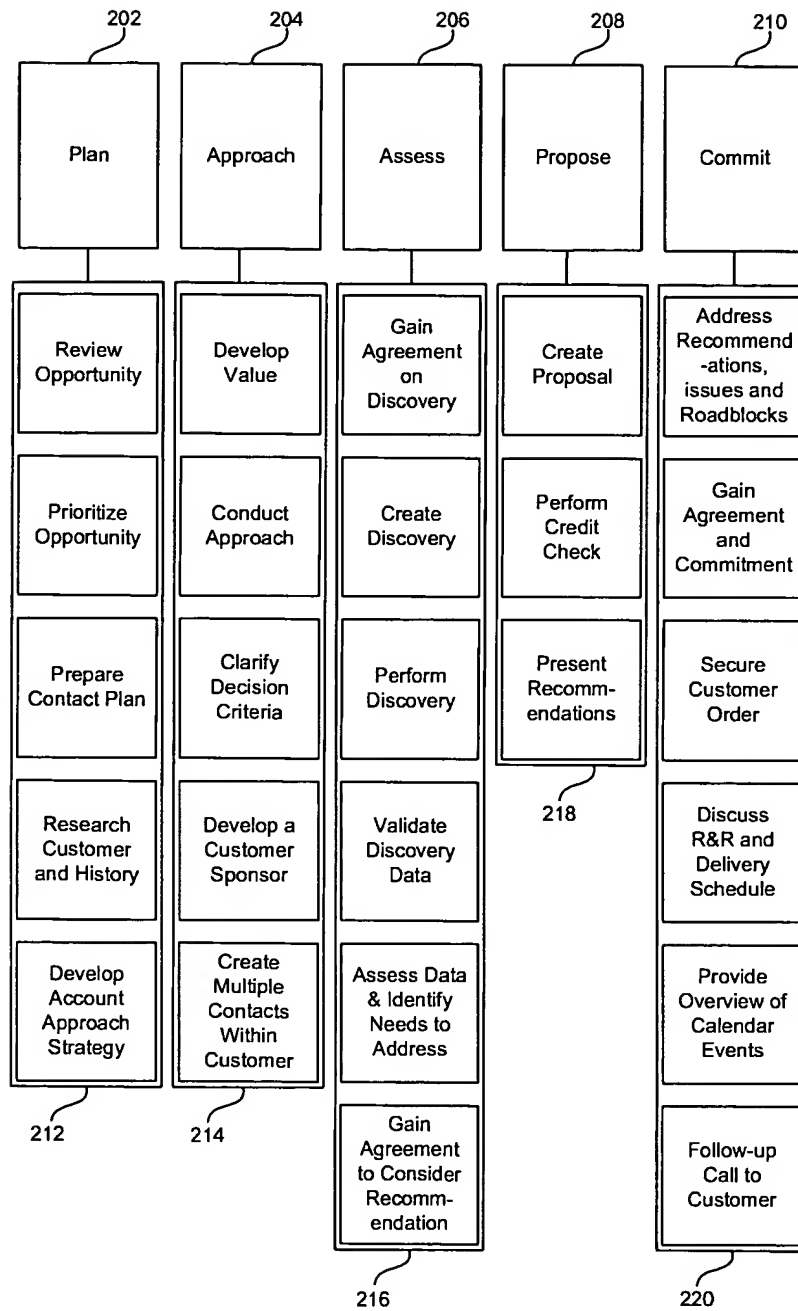 202
204
206
208
210
Plan
Approach
Assess
Propose
Commit
Review
Opportunity
Prioritize
Opportunity
Prepare
Contact Plan
Research
Customer
and History
Develop
Account
Approach
Strategy
212
Develop
Value
Conduct
Approach
Clarify
Decision
Criteria
Develop a
Customer
Sponsor
Create
Multiple
Contacts
Within
Customer
214
Gain
Agreement
on
Discovery
Create
Discovery
Perform
Discovery
Validate
Discovery
Data
Assess Data
& Identify
Needs to
Address
Gain
Agreement
to Consider
Recomm-
endation
216
Create
Proposal
Perform
Credit
Check
Present
Recomm-
endations
218
Address
Recommend
-ations,
issues and
Roadblocks
Gain
Agreement
and
Commitment
Secure
Customer
Order
Discuss
R&R and
Delivery
Schedule
Provide
Overview of
Calendar
Events
Follow-up
Call to
Customer
220